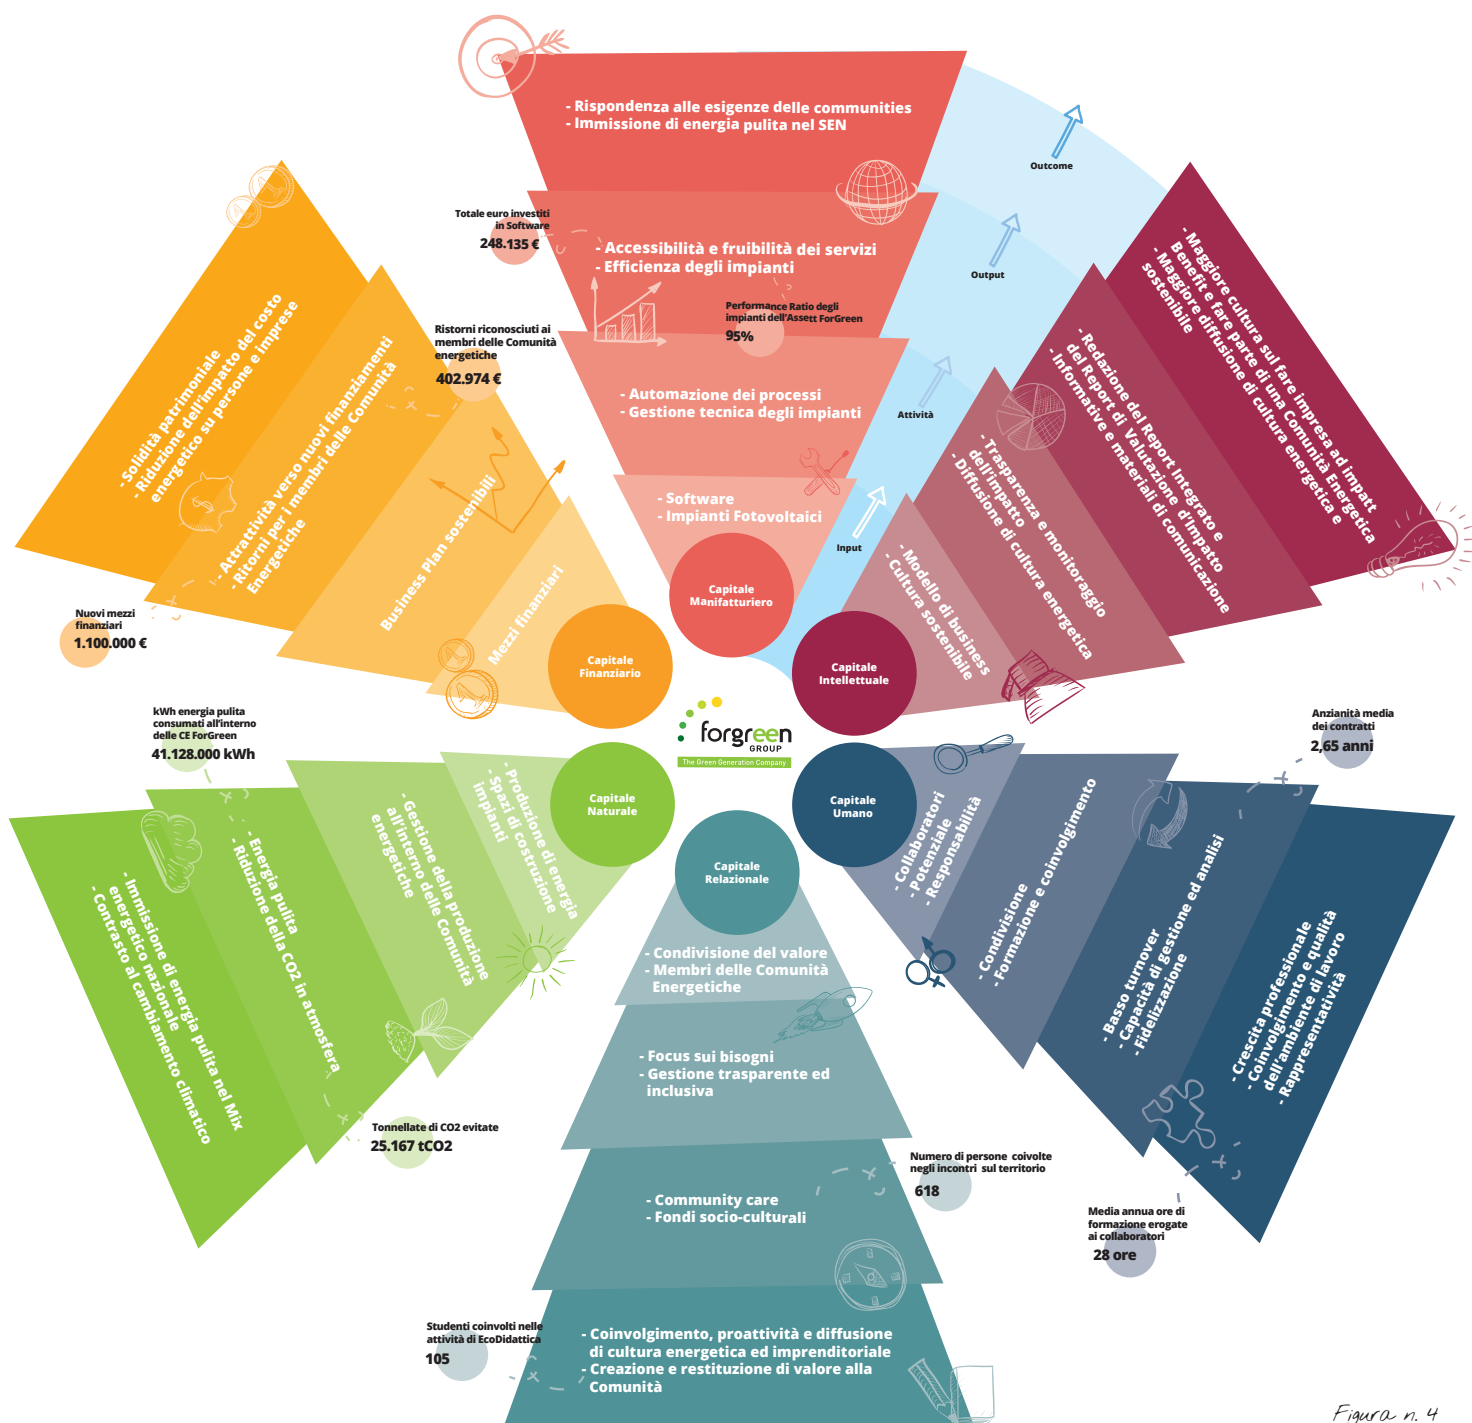 - Rispondenza alle esigenze delle communities
- Immissione di energia pulita nel SEN
Outcome
Totale euro investiti
in Software
248.135 €
- Accessibilità e fruibilità dei servizi
- Efficienza degli impianti
Output
Performance Ratio degli
impianti dell'Assett ForGreen
95%
- Automazione dei processi
- Gestione tecnica degli impianti
Attività
- Software
- Impianti Fotovoltaici
Input
Capitale
Manifatturiero
- Solidità patrimoniale
- Riduzione dell'impatto del costo
energetico su persone e imprese
Ristorni riconosciuti ai
membri delle Comunità
energetiche
402.974 €
- Attrattività verso nuovi finanziamenti
- Ritorni per i membri delle Comunità
Energetiche
Nuovi mezzi
finanziari
1.100.000 €
Business Plan sostenibili
Mezzi finanziari
Capitale
Finanziario
- Maggiore cultura sul fare impresa ad impatt
Benefit e fare parte di una Comunità Energetica
- Maggiore diffusione di cultura energetica e
sostenibile
- Redazione del Report Integrato e
del Report di Valutazione d'Impatto
- Informative e materiali di comunicazione
- Trasparenza e monitoraggio
dell'impatto
- Diffusione di cultura energetica
- Modello di business
- Cultura sostenibile
Capitale
Intellettuale
forgreen
GROUP
The Green Generation Company
kWh energia pulita
consumati all'interno
delle CE ForGreen
41.128.000 kWh
Capitale
Naturale
- Produzione di energia
- Spazi di costruzione
impianti
- Gestione della produzione
all'interno delle Comunità
energetiche
- Energia pulita
- Riduzione della CO2 in atmosfera
- Immissione di energia pulita nel Mix
energetico nazionale
- Contrasto al cambiamento climatico
Tonnellate di CO2 evitate
25.167 tCO2
Capitale
Umano
- Collaboratori
- Potenziale
- Responsabilità
- Condivisione
- Formazione e coinvolgimento
- Basso turnover
- Capacità di gestione ed analisi
- Fidelizzazione
- Crescita professionale
- Coinvolgimento e qualità
dell'ambiente di lavoro
- Rappresentatività
Anzianità media
dei contratti
2,65 anni
Media annua ore di
formazione erogate
ai collaboratori
28 ore
Capitale
Relazionale
- Condivisione del valore
- Membri delle Comunità
Energetiche
- Focus sui bisogni
- Gestione trasparente ed
inclusiva
Numero di persone coivolte
negli incontri sul territorio
618
- Community care
- Fondi socio-culturali
Studenti coinvolti nelle
attività di EcoDidattica
105
- Coinvolgimento, proattività e diffusione
di cultura energetica ed imprenditoriale
- Creazione e restituzione di valore alla
Comunità
Figura n. 4